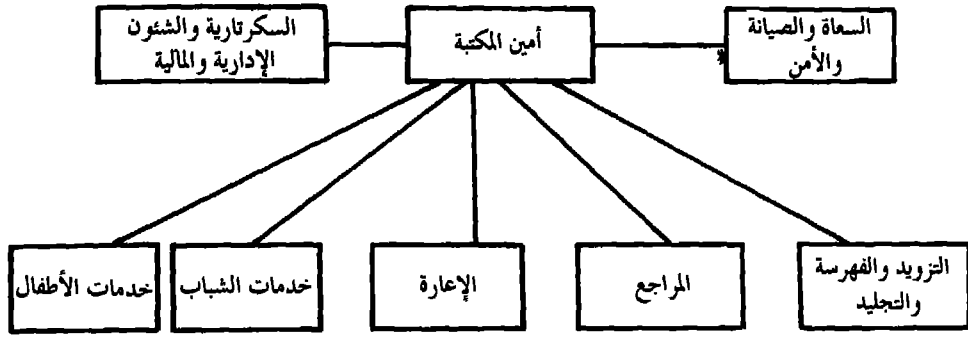 السعاة والصيانة
والأمن
أمين المكتبة
السكرتارية والشئون
الإدارية والمالية
التزويد والفهرسة
والتجليد
المراجع
الإعارة
خدمات الشباب
خدمات الأطفال